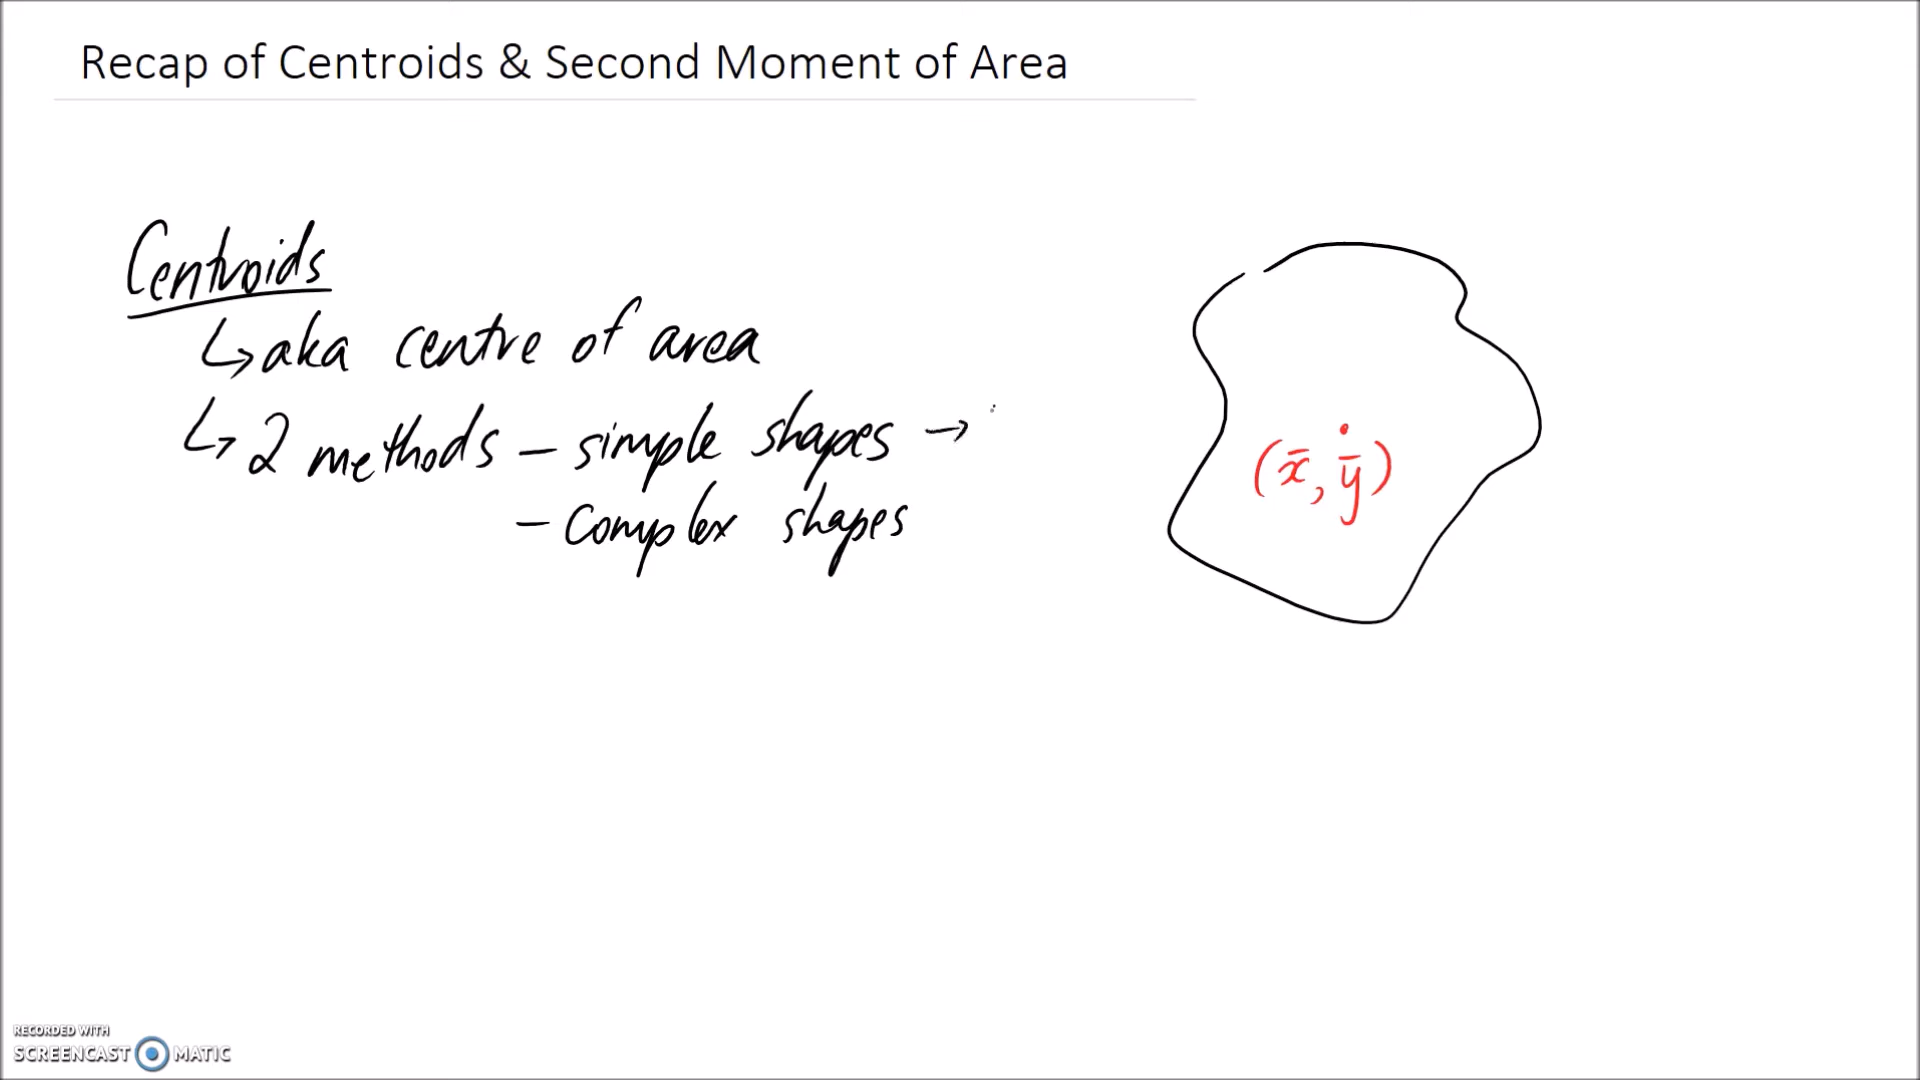 Recap of Centroids & Second Moment of Area
Centroids
↳ aka centre of area
↳ 2 methods - simple shapes →
- complex shapes
(x̄, ȳ)
RECORDED WITH
SCREENCAST MATIC